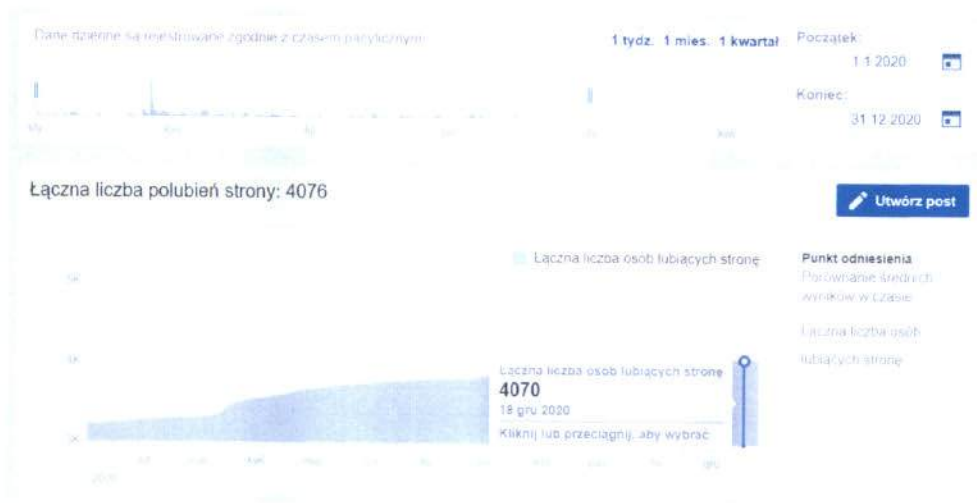 Dane dzienne są rejestrowane zgodnie z czasem pacyficznym.
1 tydz. 1 mies. 1 kwartał
Początek:
1.1.2020
Koniec:
31.12.2020
Łączna liczba polubień strony: 4076
Utwórz post
Łączna liczba osób lubiących stronę
Punkt odniesienia
Porównanie średnich
wyników w czasie
Łączna liczba osób
lubiących stronę
Łączna liczba osób lubiących stronę
4070
18 gru 2020
Kliknij lub przeciągnij, aby wybrać
kwi
gru